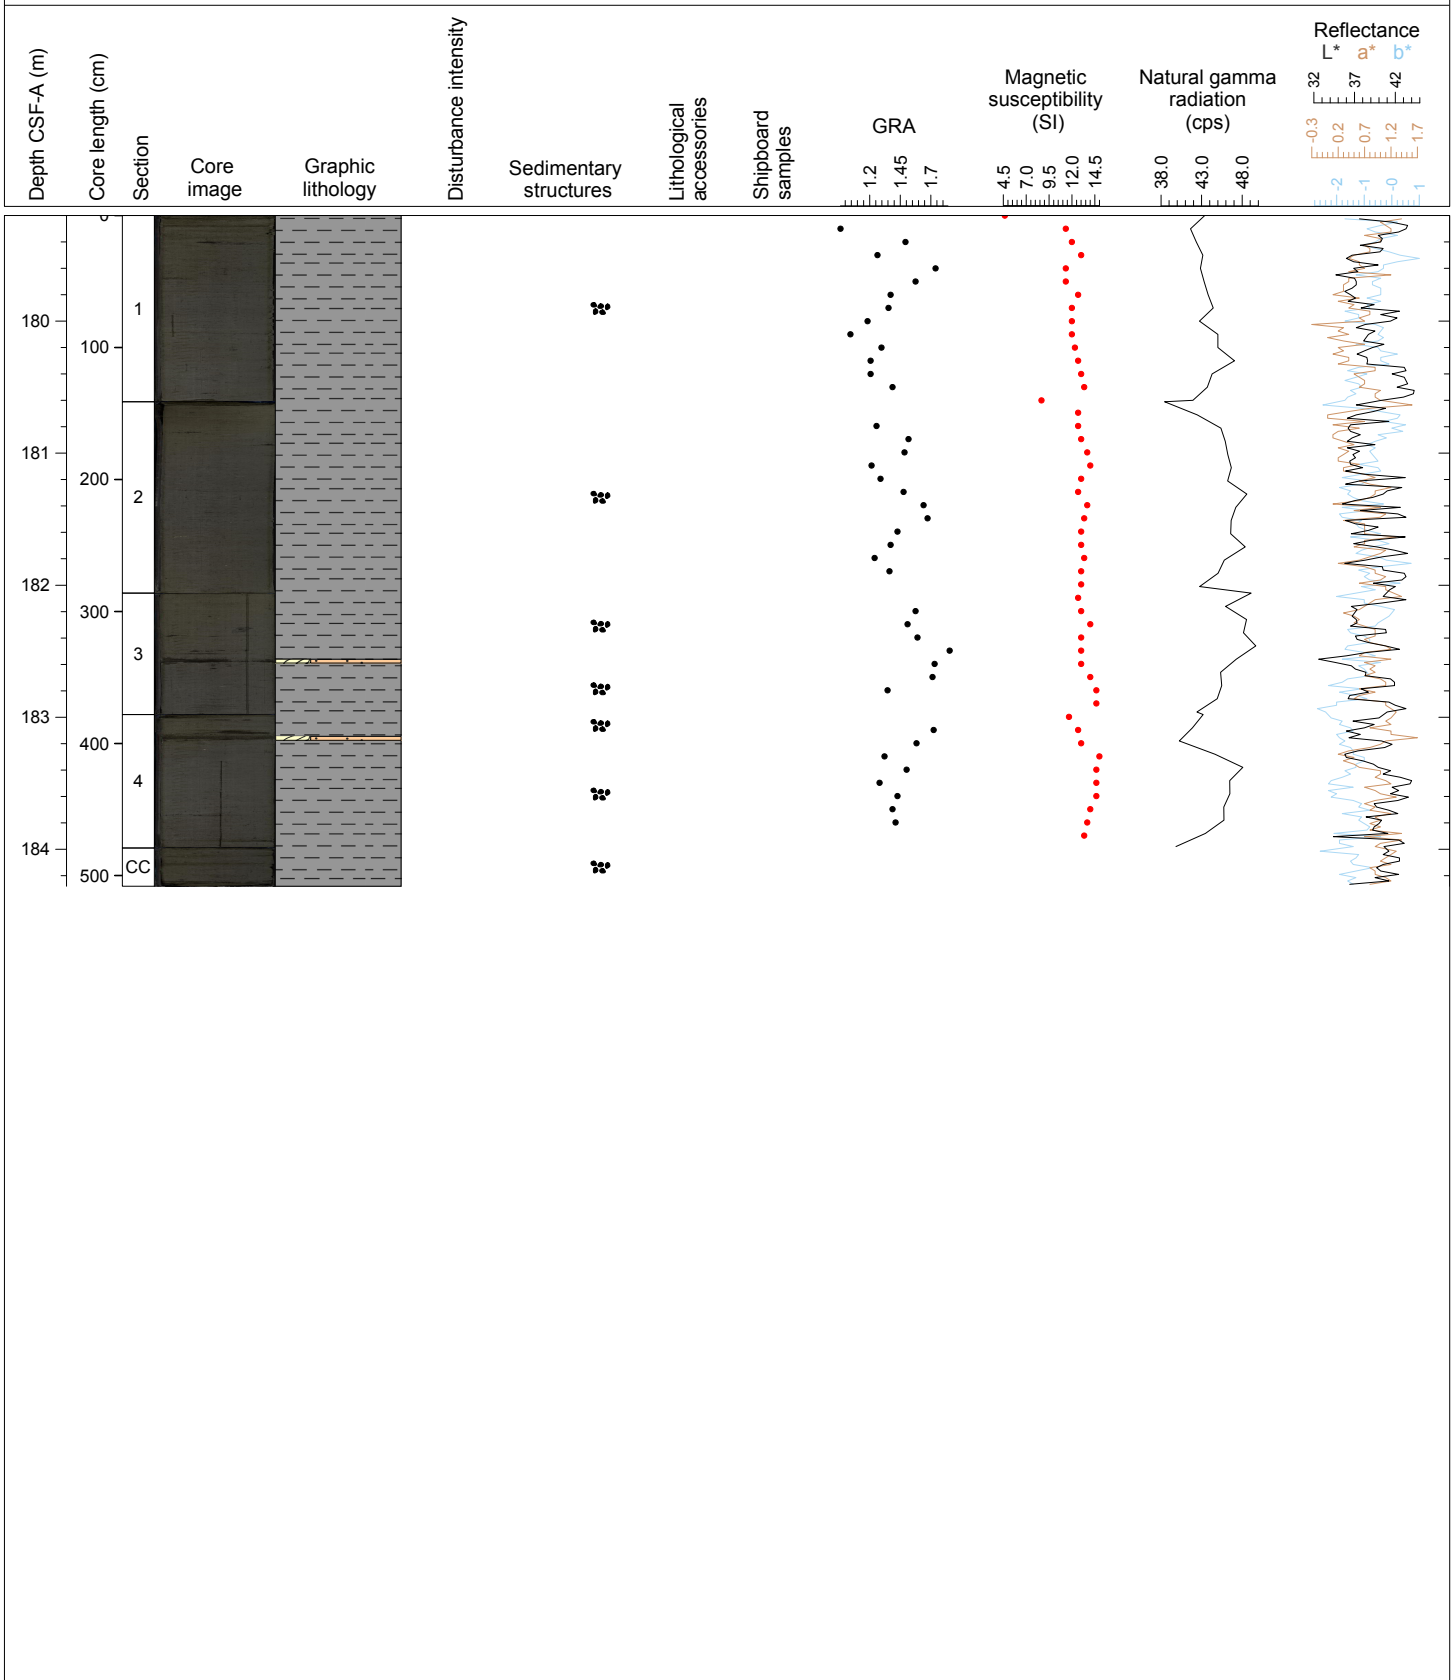 Depth CSF-A (m)
Core length (cm)
Section
Core
image
Graphic
lithology
Disturbance intensity
Sedimentary
structures
Lithological
accessories
Shipboard
samples
GRA
1.2
1.45
1.7
Magnetic
susceptibility
(SI)
4.5
7.0
9.5
12.0
14.5
Natural gamma
radiation
(cps)
38.0
43.0
48.0
Reflectance
L* a* b*
32
37
42
-0.3
0.2
0.7
1.2
1.7
-2
-1
-0
1
0
1
180
100
181
200
2
182
300
3
183
400
4
184
CC
500